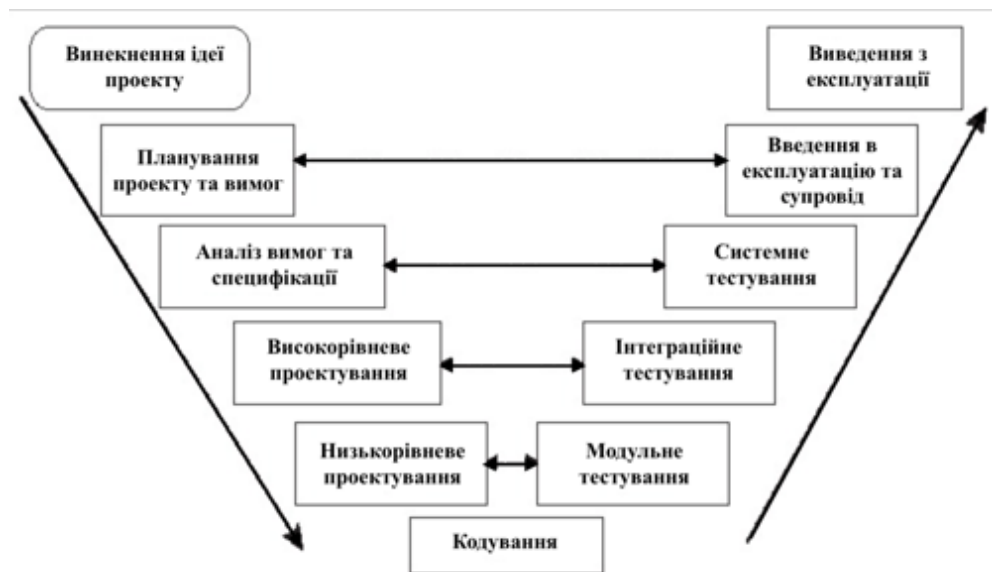 Винекнення ідеї
проекту
Виведення з
експлуатації
Планування
проекту та вимог
Введення в
експлуатацію та
супровід
Аналіз вимог та
специфікації
Системне
тестування
Високорівневе
проектування
Інтеграційне
тестування
Низькорівневе
проектування
Модульне
тестування
Кодування